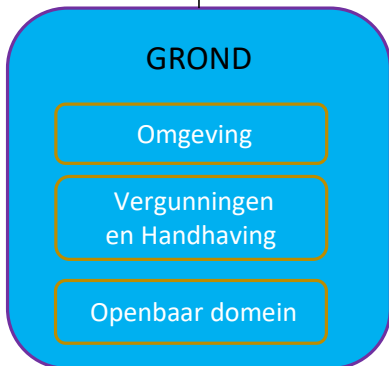 GROND
Omgeving
Vergunningen
en Handhaving
Openbaar domein